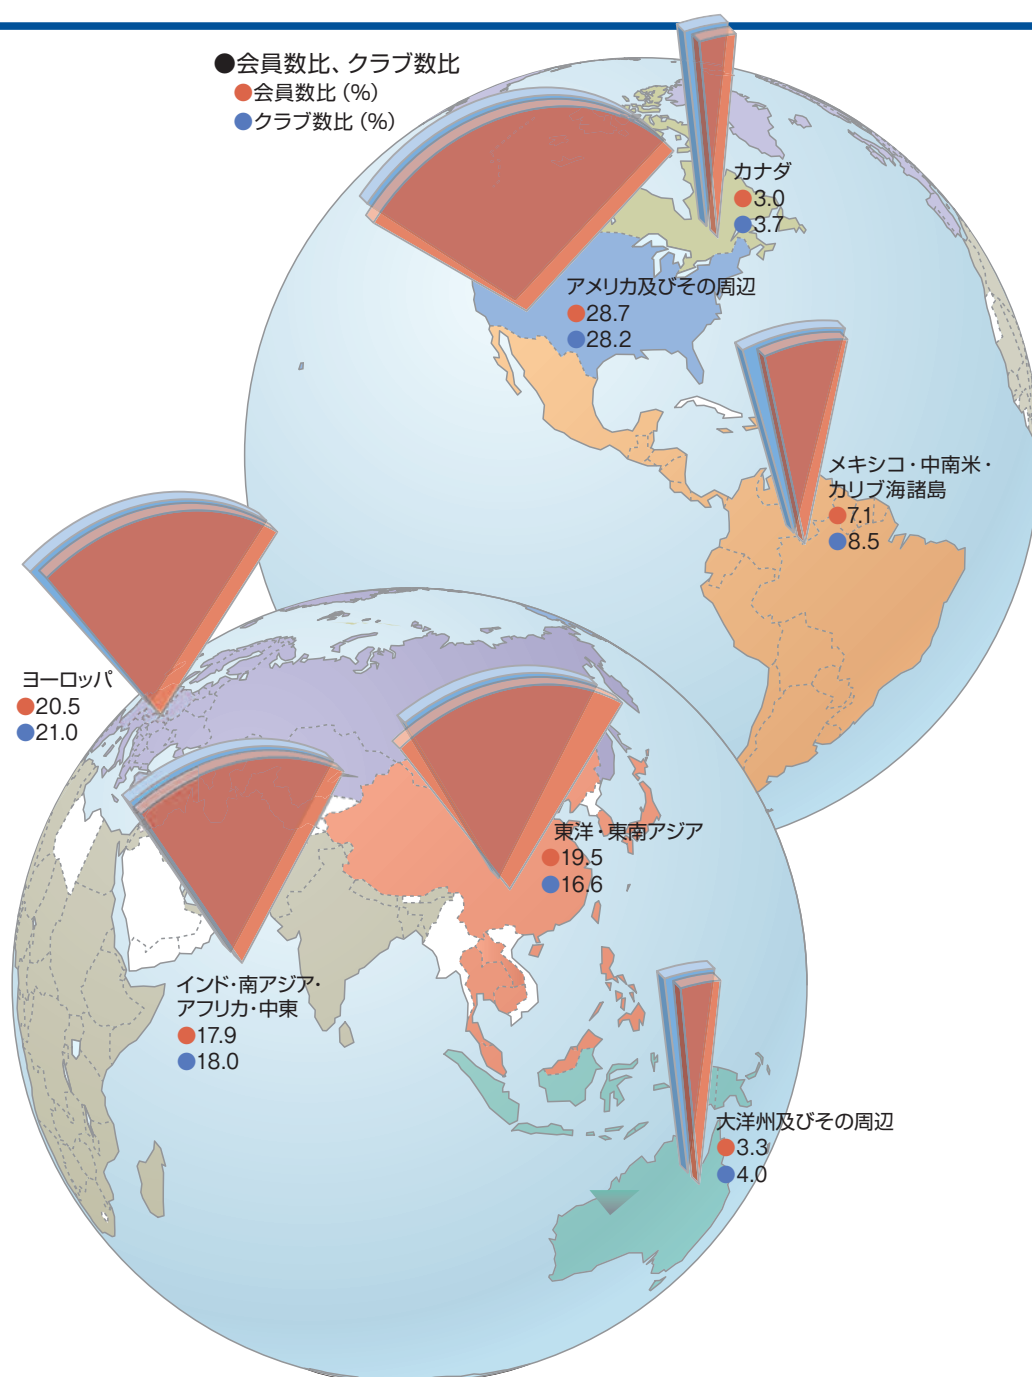 ●会員数比、クラブ数比
●会員数比 (%)
●クラブ数比 (%)
カナダ
●3.0
●3.7
アメリカ及びその周辺
●28.7
●28.2
メキシコ・中南米・
カリブ海諸島
●7.1
●8.5
ヨーロッパ
●20.5
●21.0
東洋・東南アジア
●19.5
●16.6
インド・南アジア・
アフリカ・中東
●17.9
●18.0
大洋州及びその周辺
●3.3
●4.0